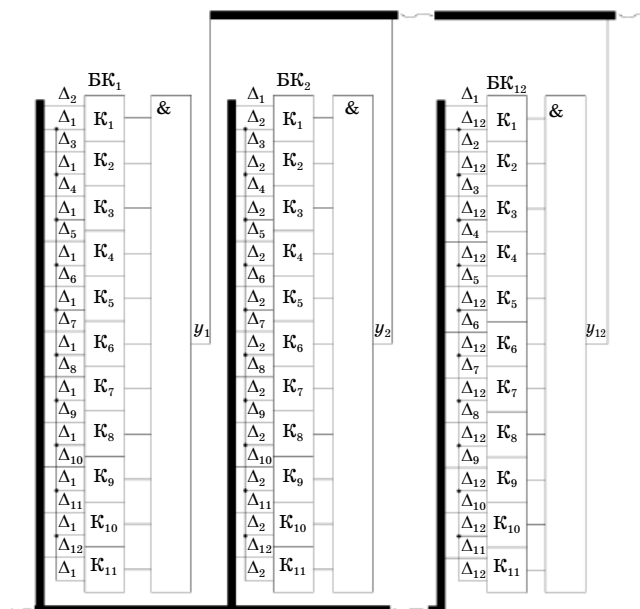 БК₁
&
Δ₂
Δ₁ К₁
Δ₃
Δ₁ К₂
Δ₄
Δ₁ К₃
Δ₅
Δ₁ К₄
Δ₆
Δ₁ К₅
Δ₇
Δ₁ К₆
Δ₈
Δ₁ К₇
Δ₉
Δ₁ К₈
Δ₁₀
Δ₁ К₉
Δ₁₁
Δ₁ К₁₀
Δ₁₂
Δ₁ К₁₁
y₁
БК₂
&
Δ₁
Δ₂ К₁
Δ₃
Δ₂ К₂
Δ₄
Δ₂ К₃
Δ₅
Δ₂ К₄
Δ₆
Δ₂ К₅
Δ₇
Δ₂ К₆
Δ₈
Δ₂ К₇
Δ₉
Δ₂ К₈
Δ₁₀
Δ₂ К₉
Δ₁₁
Δ₂ К₁₀
Δ₁₂
Δ₂ К₁₁
y₂
БК₁₂
&
Δ₁
Δ₁₂ К₁
Δ₂
Δ₁₂ К₂
Δ₃
Δ₁₂ К₃
Δ₄
Δ₁₂ К₄
Δ₅
Δ₁₂ К₅
Δ₆
Δ₁₂ К₆
Δ₇
Δ₁₂ К₇
Δ₈
Δ₁₂ К₈
Δ₉
Δ₁₂ К₉
Δ₁₀
Δ₁₂ К₁₀
Δ₁₁
Δ₁₂ К₁₁
y₁₂